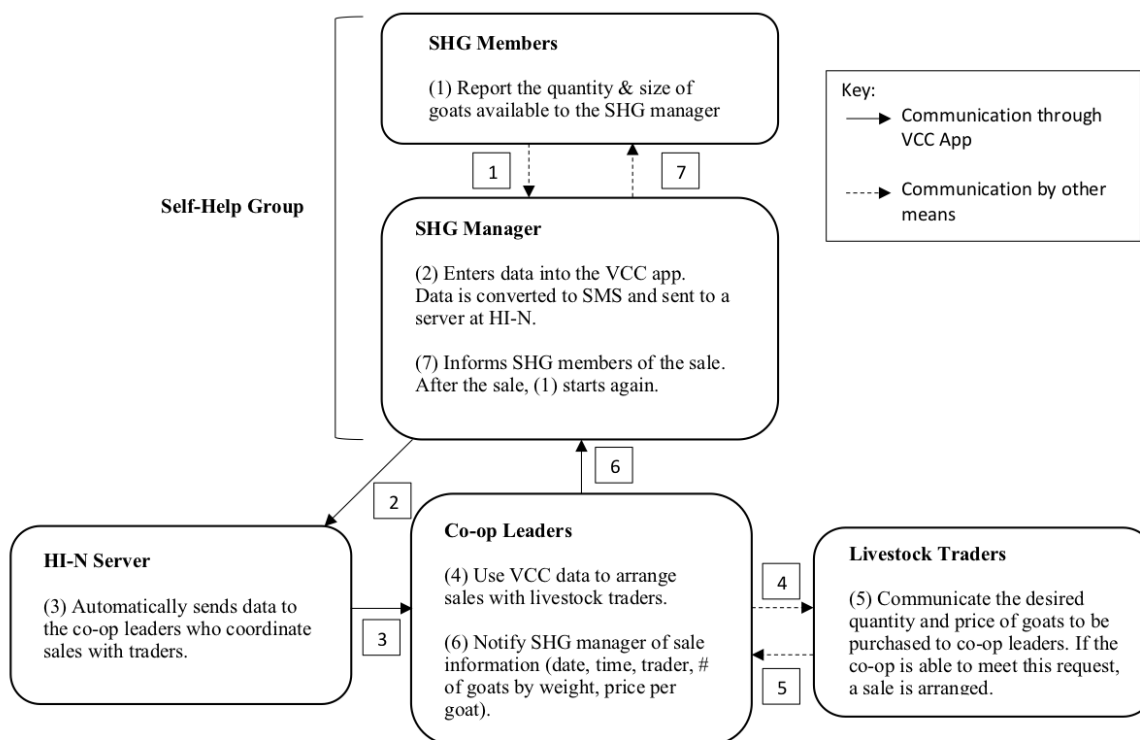 SHG Members
(1) Report the quantity & size of
goats available to the SHG manager
Key:
Communication through
VCC App
Communication by other
means
1
7
Self-Help Group
SHG Manager
(2) Enters data into the VCC app.
Data is converted to SMS and sent to a
server at HI-N.
(7) Informs SHG members of the sale.
After the sale, (1) starts again.
6
2
HI-N Server
(3) Automatically sends data to
the co-op leaders who coordinate
sales with traders.
3
Co-op Leaders
(4) Use VCC data to arrange
sales with livestock traders.
(6) Notify SHG manager of sale
information (date, time, trader, #
of goats by weight, price per
goat).
4
5
Livestock Traders
(5) Communicate the desired
quantity and price of goats to be
purchased to co-op leaders. If the
co-op is able to meet this request,
a sale is arranged.